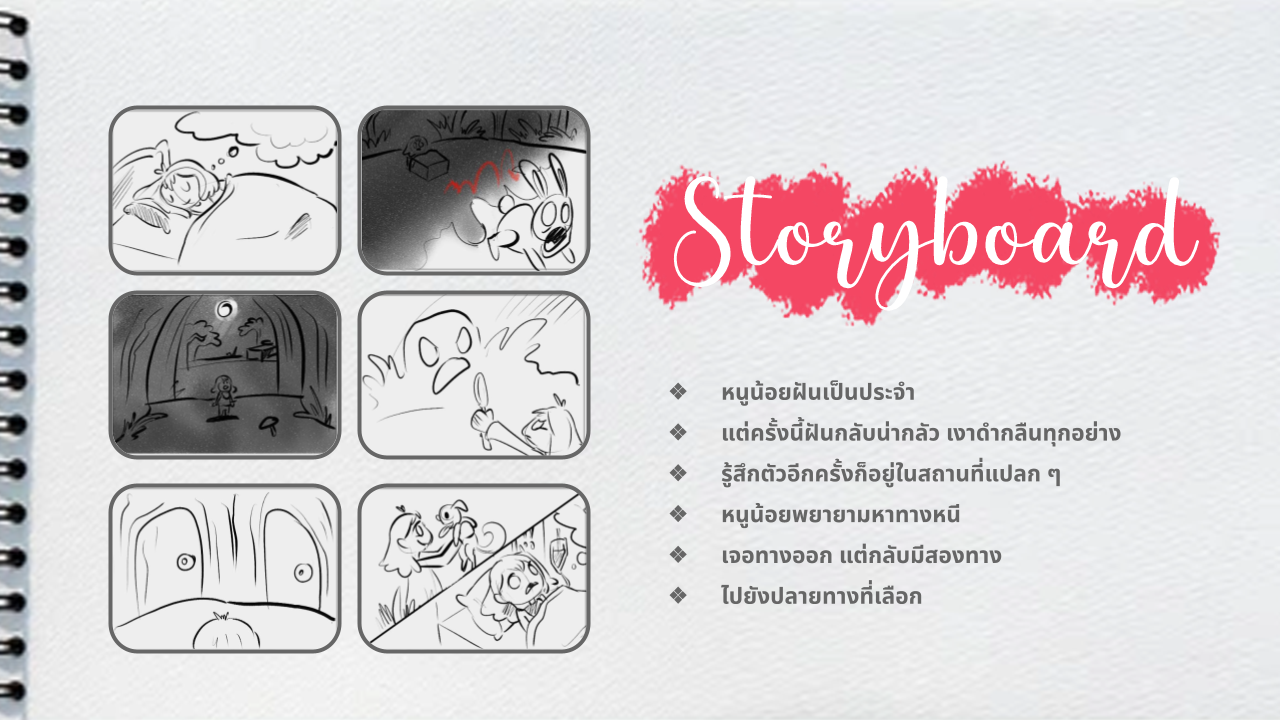 Storyboard
❖ หนูน้อยฝันเป็นประจำ
❖ แต่ครั้งนี้ฝันกลับน่ากลัว เงาดำกลืนทุกอย่าง
❖ รู้สึกตัวอีกครั้งก็อยู่ในสถานที่แปลก ๆ
❖ หนูน้อยพยายามหาทางหนี
❖ เจอทางออก แต่กลับมีสองทาง
❖ ไปยังปลายทางที่เลือก